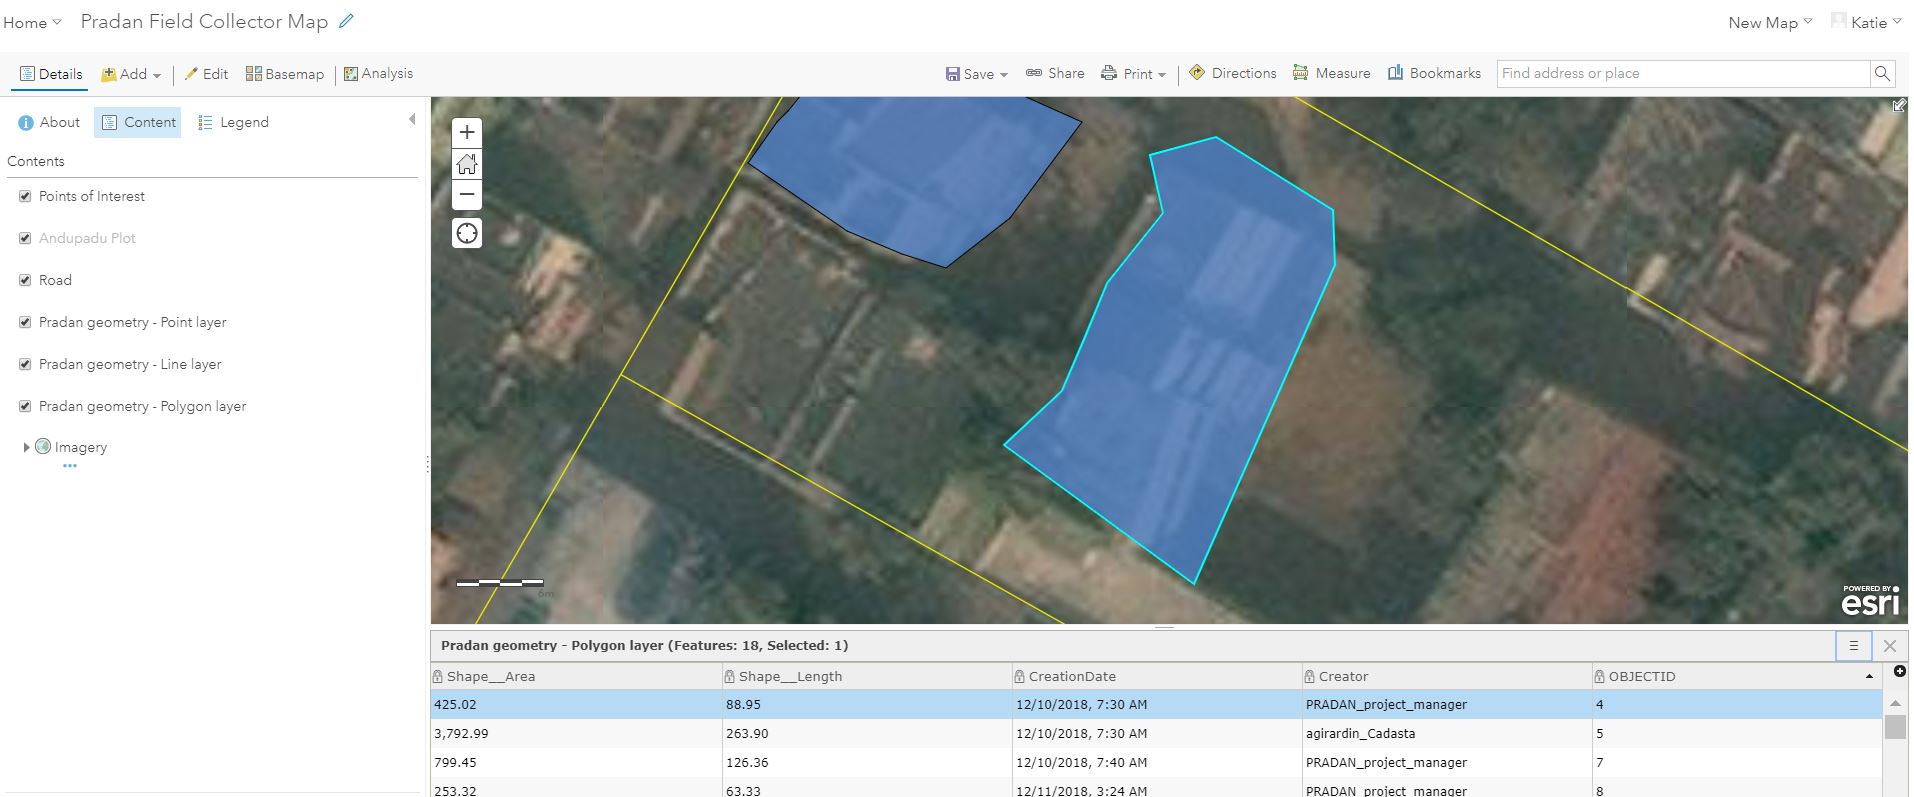 Home Pradan Field Collector Map New Map Katie
Details Add Edit Basemap Analysis Save Share Print Directions Measure Bookmarks Find address or place
About Content Legend
Contents
Points of Interest
Andupadu Plot
Road
Pradan geometry - Point layer
Pradan geometry - Line layer
Pradan geometry - Polygon layer
Imagery
6m
POWERED BY
esri
Pradan geometry - Polygon layer (Features: 18, Selected: 1)
Shape__Area Shape__Length CreationDate Creator OBJECTID
425.02 88.95 12/10/2018, 7:30 AM PRADAN_project_manager 4
3,792.99 263.90 12/10/2018, 7:30 AM agirardin_Cadasta 5
799.45 126.36 12/10/2018, 7:40 AM PRADAN_project_manager 7
253.32 63.33 12/11/2018, 3:24 AM PRADAN_project_manager 8